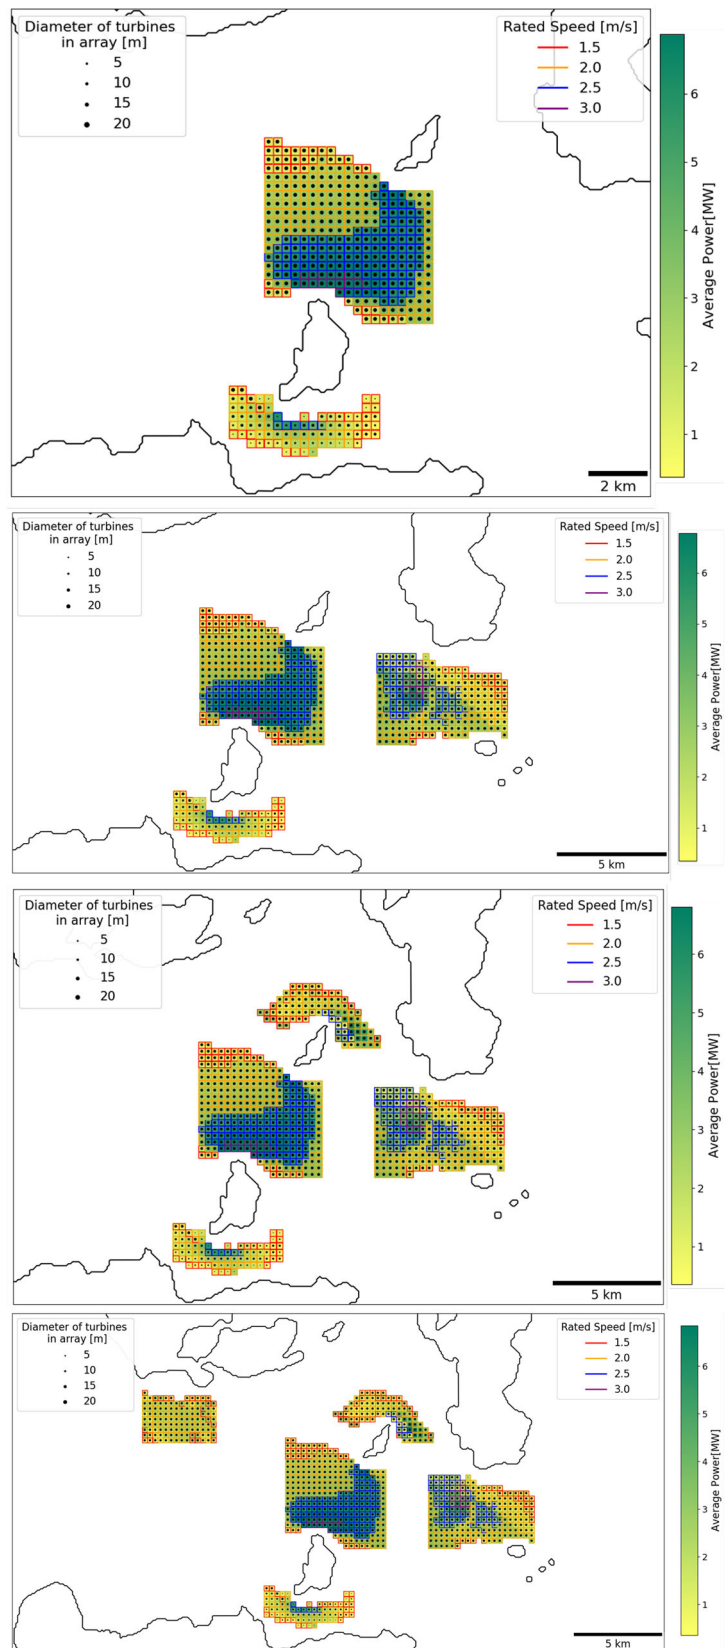 Diameter of turbines
in array [m]
5
10
15
20
Rated Speed [m/s]
1.5
2.0
2.5
3.0
2 km
6
5
4
3
2
1
Average Power[MW]
Diameter of turbines
in array [m]
5
10
15
20
Rated Speed [m/s]
1.5
2.0
2.5
3.0
5 km
6
5
4
3
2
1
Average Power[MW]
Diameter of turbines
in array [m]
5
10
15
20
Rated Speed [m/s]
1.5
2.0
2.5
3.0
5 km
6
5
4
3
2
1
Average Power[MW]
Diameter of turbines
in array [m]
5
10
15
20
Rated Speed [m/s]
1.5
2.0
2.5
3.0
5 km
6
5
4
3
2
1
Average Power[MW]